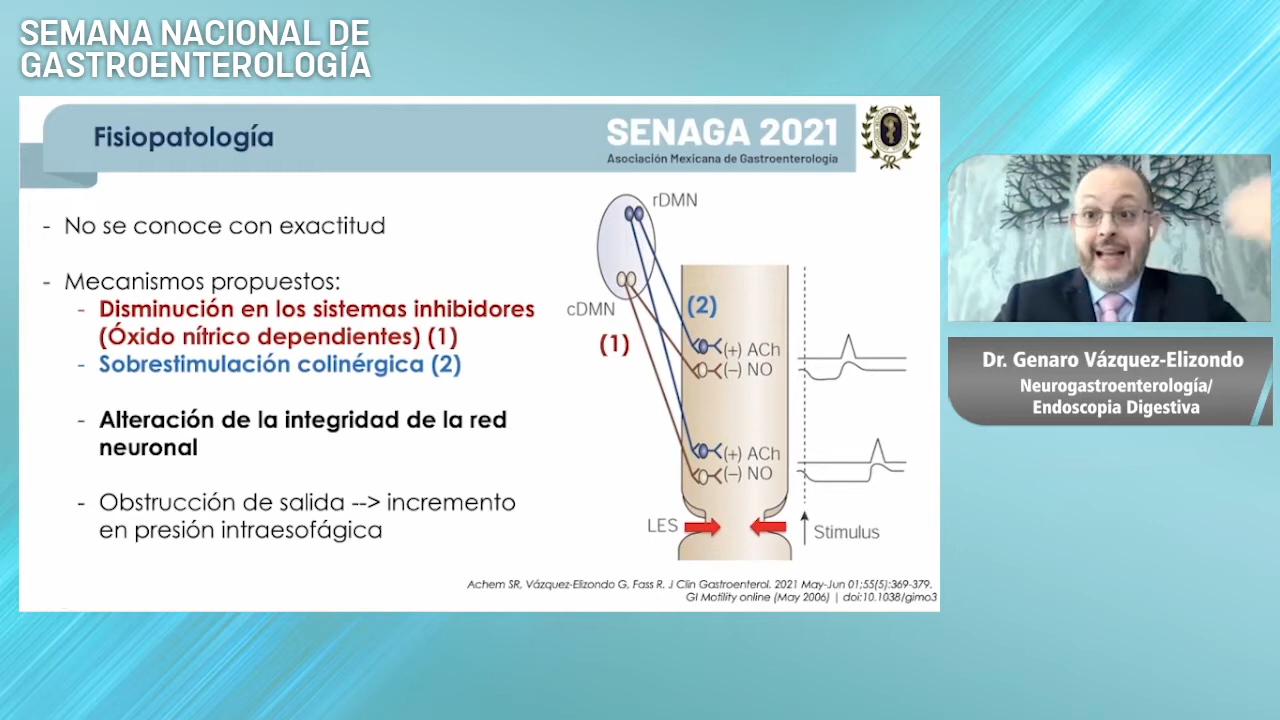 SEMANA NACIONAL DE
GASTROENTEROLOGÍA
Fisiopatología
SENAGA 2021
Asociación Mexicana de Gastroenterología
- No se conoce con exactitud
- Mecanismos propuestos:
- Disminución en los sistemas inhibidores
(Óxido nítrico dependientes) (1)
- Sobrestimulación colinérgica (2)
- Alteración de la integridad de la red
neuronal
- Obstrucción de salida --> incremento
en presión intraesofágica
rDMN
cDMN
(1)
(2)
(+) ACh
(–) NO
(+) ACh
(–) NO
LES
Stimulus
Achem SR, Vázquez-Elizondo G, Fass R. J Clin Gastroenterol. 2021 May-Jun 01;55(5):369-379.
GI Motility online (May 2006) | doi:10.1038/gimo3
Dr. Genaro Vázquez-Elizondo
Neurogastroenterología/
Endoscopia Digestiva